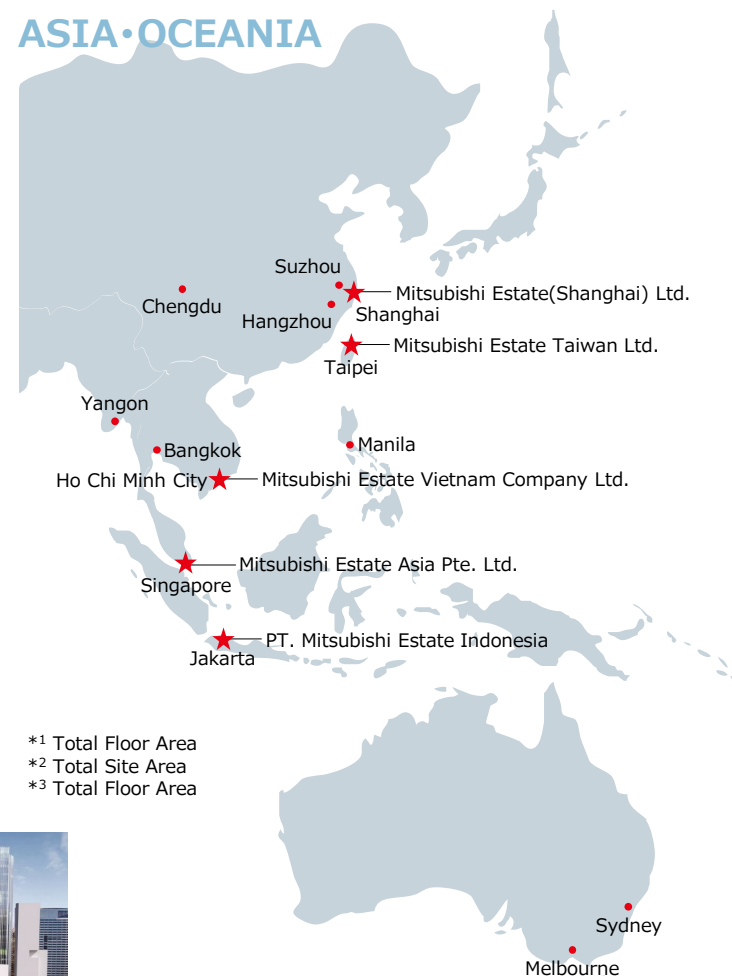 ASIA•OCEANIA
Suzhou
Mitsubishi Estate(Shanghai) Ltd.
Chengdu
Hangzhou
Shanghai
Mitsubishi Estate Taiwan Ltd.
Taipei
Yangon
Bangkok
Manila
Ho Chi Minh City
Mitsubishi Estate Vietnam Company Ltd.
Mitsubishi Estate Asia Pte. Ltd.
Singapore
PT. Mitsubishi Estate Indonesia
Jakarta
*1 Total Floor Area
*2 Total Site Area
*3 Total Floor Area
Sydney
Melbourne